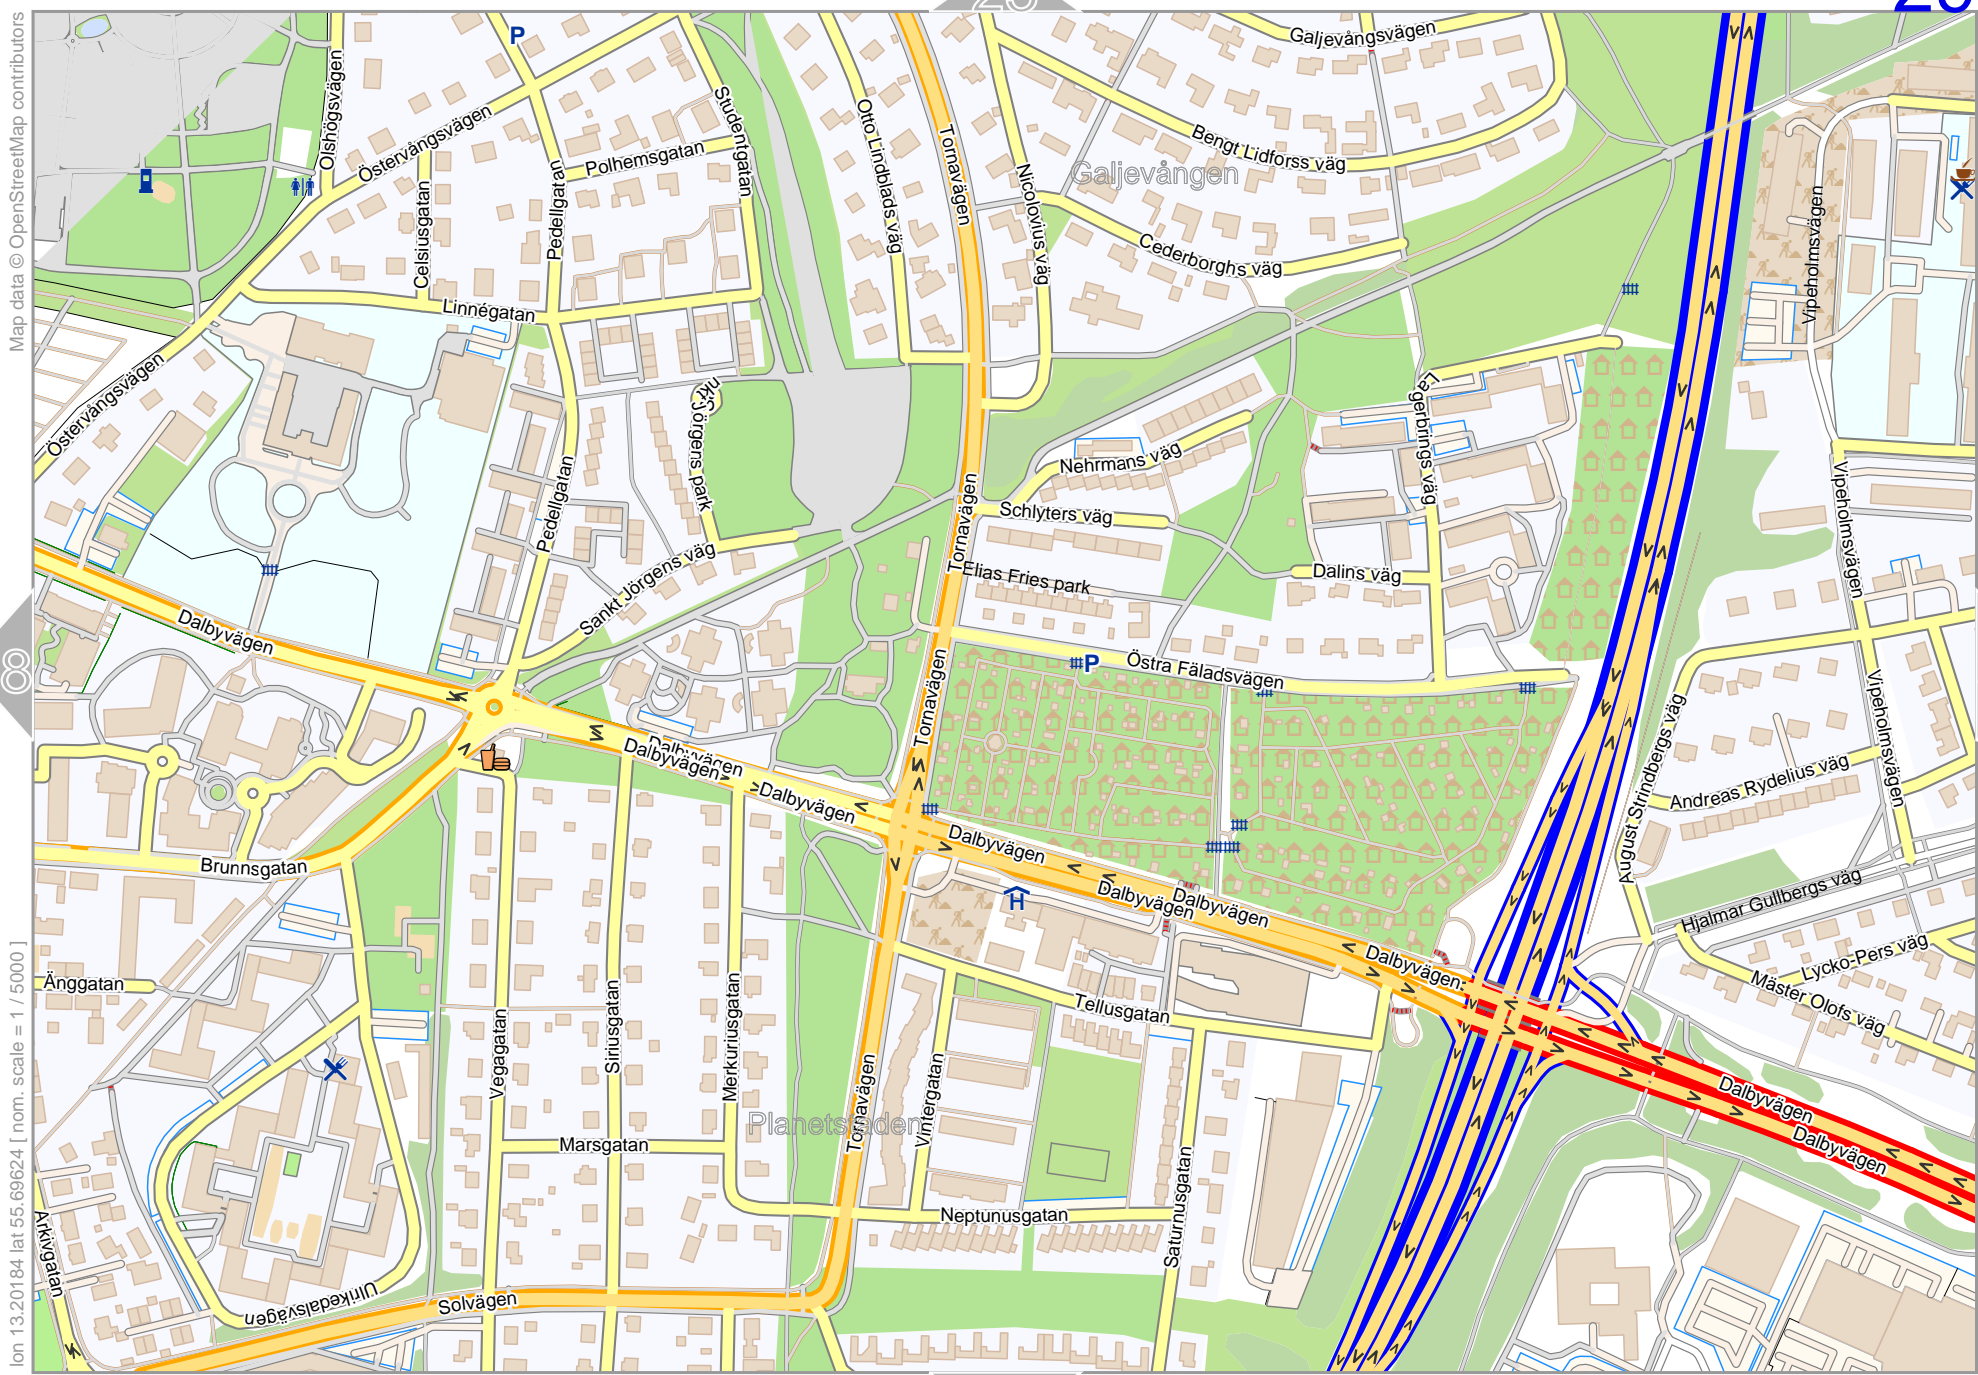 Map data © OpenStreetMap contributors
lon 13.20184 lat 55.69624 [ nom. scale = 1 / 5000 ]
8
Olshögsvägen
P
Galjevångsvägen
Östervångsvägen
Studentgatan
Otto Lindblads väg
Tornavägen
Bengt Lidforss väg
Polhemsgatan
Pedellgatan
Celsiusgatan
Nicolovius väg
Galjevången
Cederborghs väg
Vipeholmsvägen
Linnégatan
Östervångsvägen
Sankt Jörgens park
Lagerbrings väg
Nehrmans väg
Pedellgatan
Tornavägen
Schlyters väg
Vipeholmsvägen
Sankt Jörgens väg
Elias Fries park
Dalins väg
Dalbyvägen
Tornavägen
P
Östra Fäladsvägen
Vipeholmsvägen
August Strindbergs väg
Dalbyvägen
Dalbyvägen
Dalbyvägen
Andreas Rydelius väg
Dalbyvägen
Brunnsgatan
H
Dalbyvägen
Dalbyvägen
Hjalmar Gullbergs väg
Dalbyvägen
Lycko-Pers väg
Mäster Olofs väg
Änggatan
Vegagatan
Siriusgatan
Merkuriusgatan
Tellusgatan
Tornavägen
Vintergatan
Planetstaden
Marsgatan
Dalbyvägen
Dalbyvägen
Saturnusgatan
Neptunusgatan
Arkivgatan
Ulrikedalsvägen
Solvägen